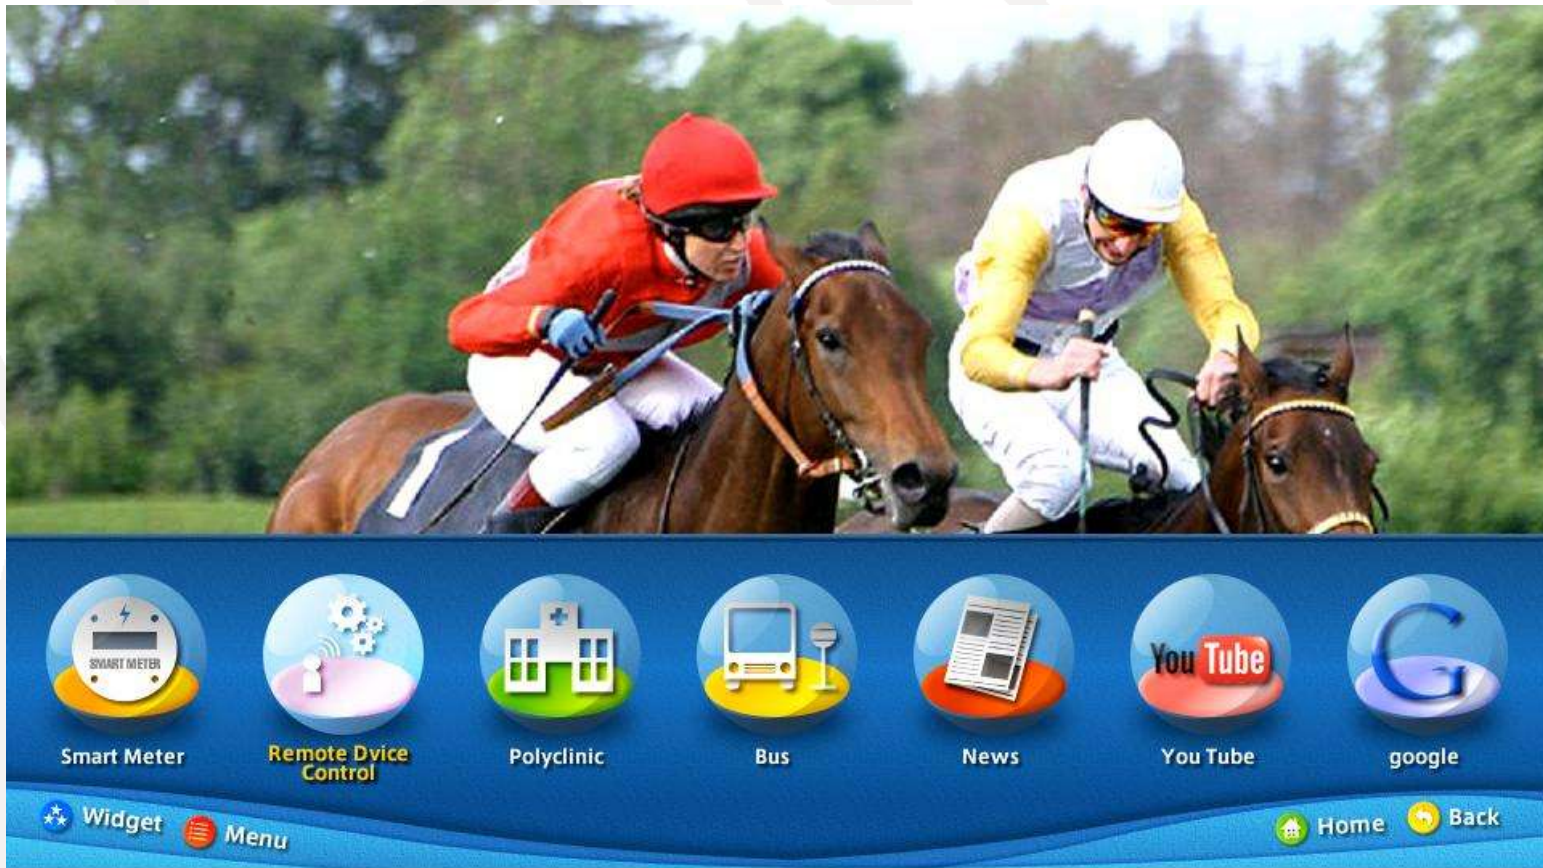 1
SMART METER
You Tube
G
Smart Meter
Remote Dvice
Control
Polyclinic
Bus
News
You Tube
google
Widget
Menu
Home
Back